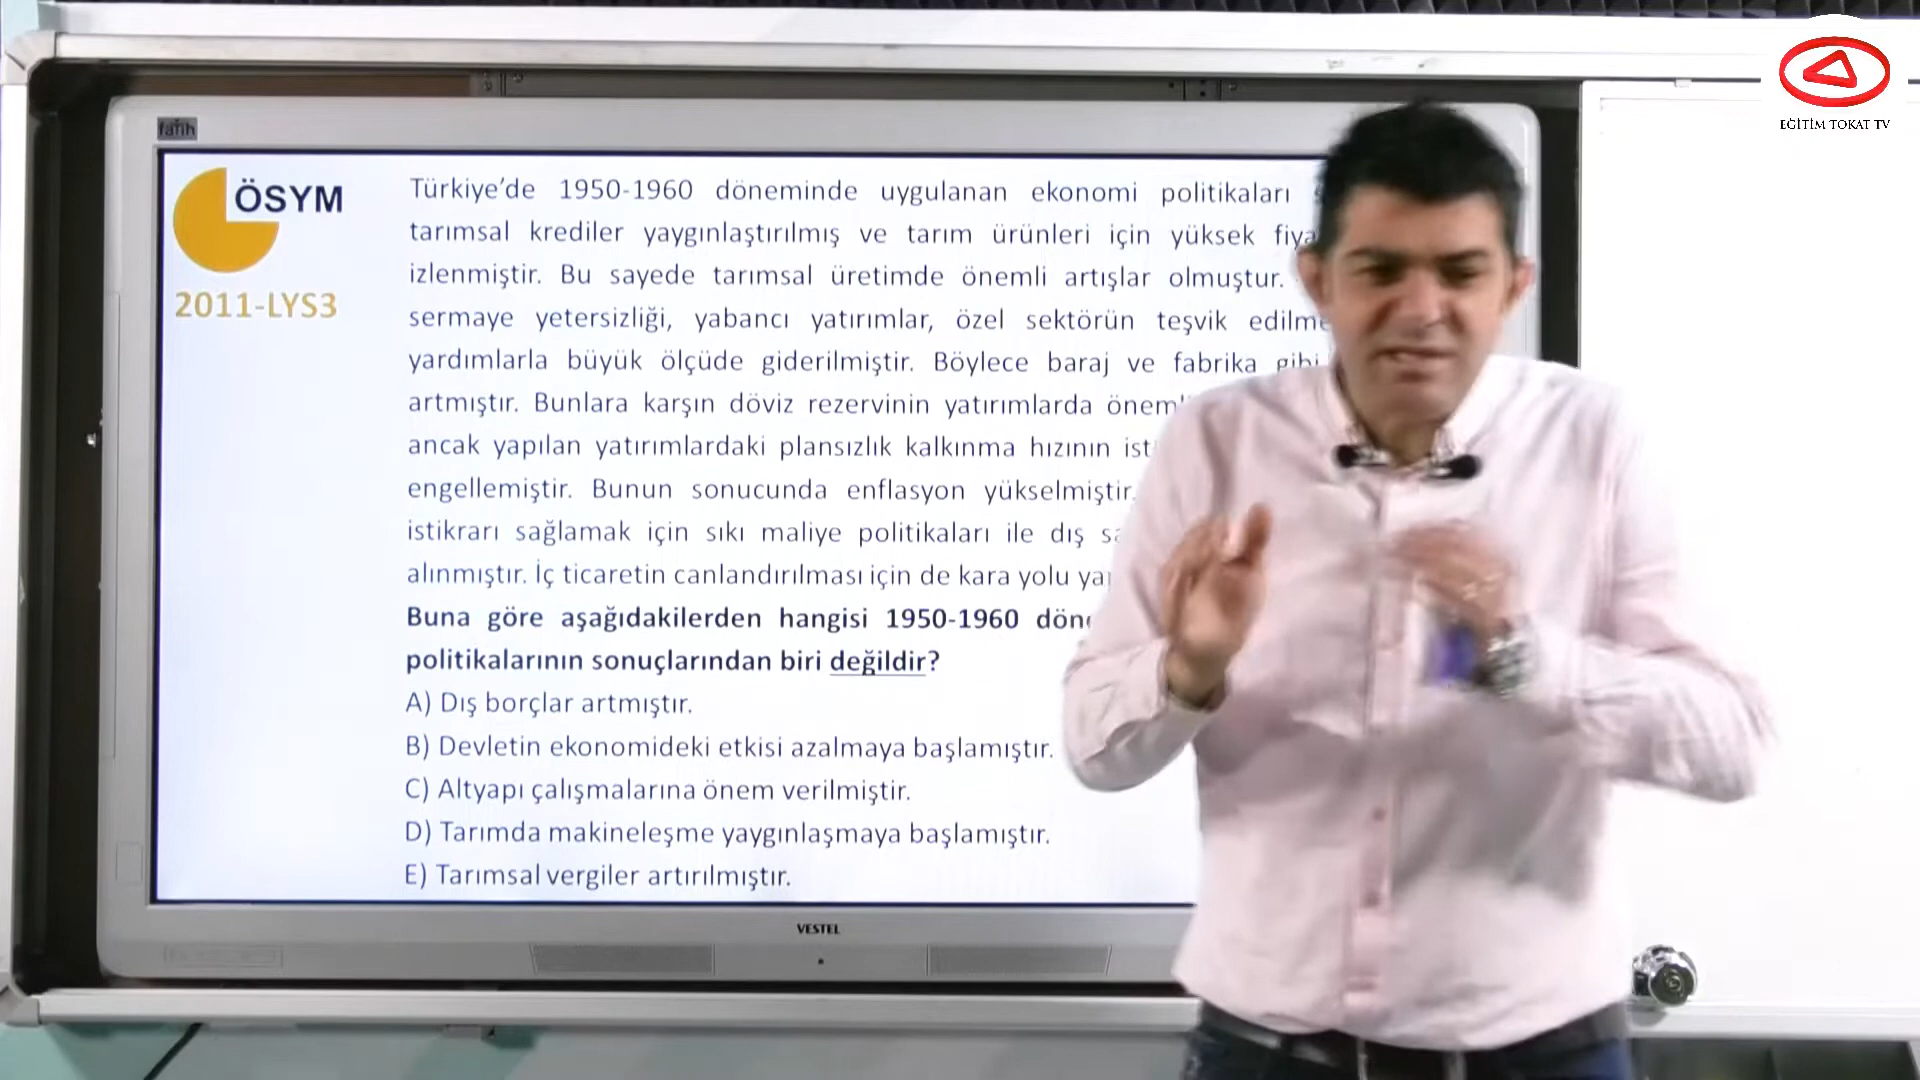 EĞİTİM TOKAT TV
fatih
ÖSYM
2011-LYS3
Türkiye’de 1950-1960 döneminde uygulanan ekonomi politikaları
tarımsal krediler yaygınlaştırılmış ve tarım ürünleri için yüksek
izlenmiştir. Bu sayede tarımsal üretimde önemli artışlar olmuştur.
sermaye yetersizliği, yabancı yatırımlar, özel sektörün teşvik
yardımlarla büyük ölçüde giderilmiştir. Böylece baraj ve fabrika gibi
artmıştır. Bunlara karşın döviz rezervinin yatırımlarda
ancak yapılan yatırımlardaki plansızlık kalkınma hızının
engellemiştir. Bunun sonucunda enflasyon yükselmiştir.
istikrarı sağlamak için sıkı maliye politikaları ile dış
alınmıştır. İç ticaretin canlandırılması için de kara yolu
Buna göre aşağıdakilerden hangisi 1950-1960
politikalarının sonuçlarından biri değildir?
A) Dış borçlar artmıştır.
B) Devletin ekonomideki etkisi azalmaya başlamıştır.
C) Altyapı çalışmalarına önem verilmiştir.
D) Tarımda makineleşme yaygınlaşmaya başlamıştır.
E) Tarımsal vergiler artırılmıştır.
VESTEL